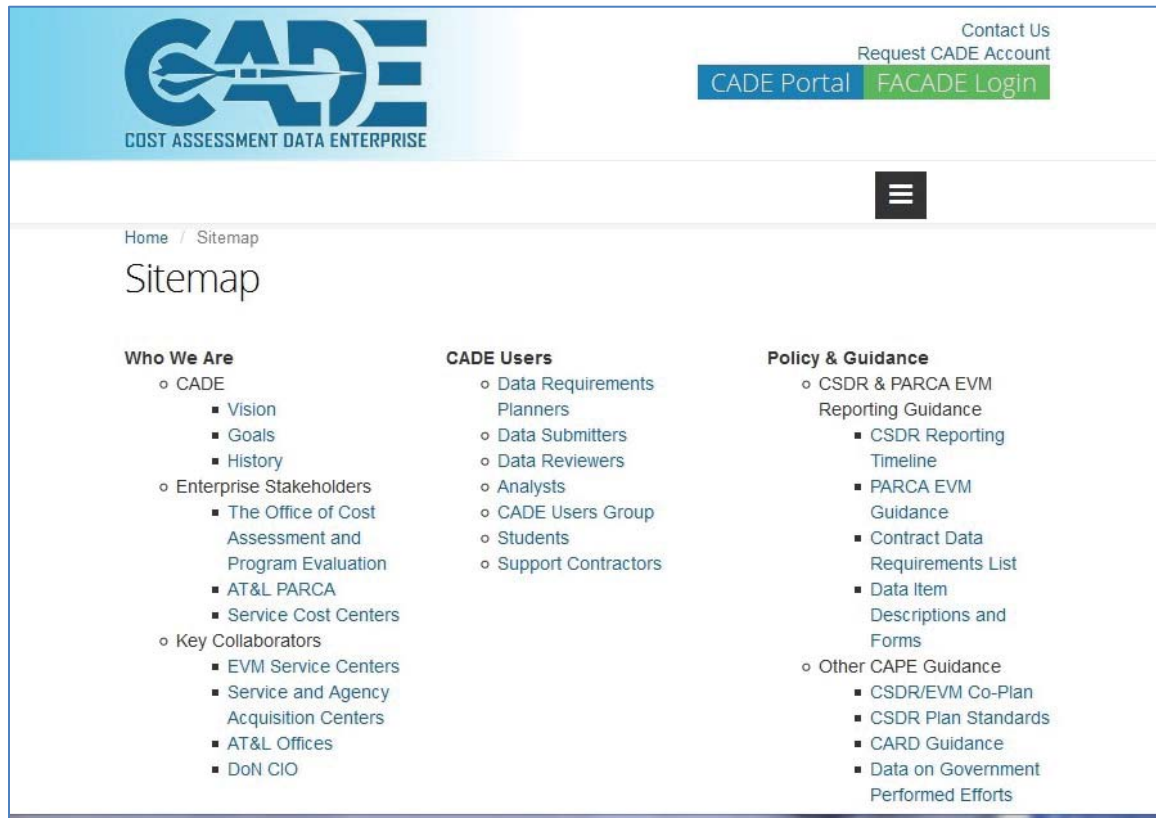 CADE
COST ASSESSMENT DATA ENTERPRISE
Contact Us
Request CADE Account
CADE Portal
FACADE Login
Home / Sitemap
Sitemap
Who We Are
CADE
Vision
Goals
History
Enterprise Stakeholders
The Office of Cost
Assessment and
Program Evaluation
AT&L PARCA
Service Cost Centers
Key Collaborators
EVM Service Centers
Service and Agency
Acquisition Centers
AT&L Offices
DoN CIO
CADE Users
Data Requirements
Planners
Data Submitters
Data Reviewers
Analysts
CADE Users Group
Students
Support Contractors
Policy & Guidance
CSDR & PARCA EVM
Reporting Guidance
CSDR Reporting
Timeline
PARCA EVM
Guidance
Contract Data
Requirements List
Data Item
Descriptions and
Forms
Other CAPE Guidance
CSDR/EVM Co-Plan
CSDR Plan Standards
CARD Guidance
Data on Government
Performed Efforts